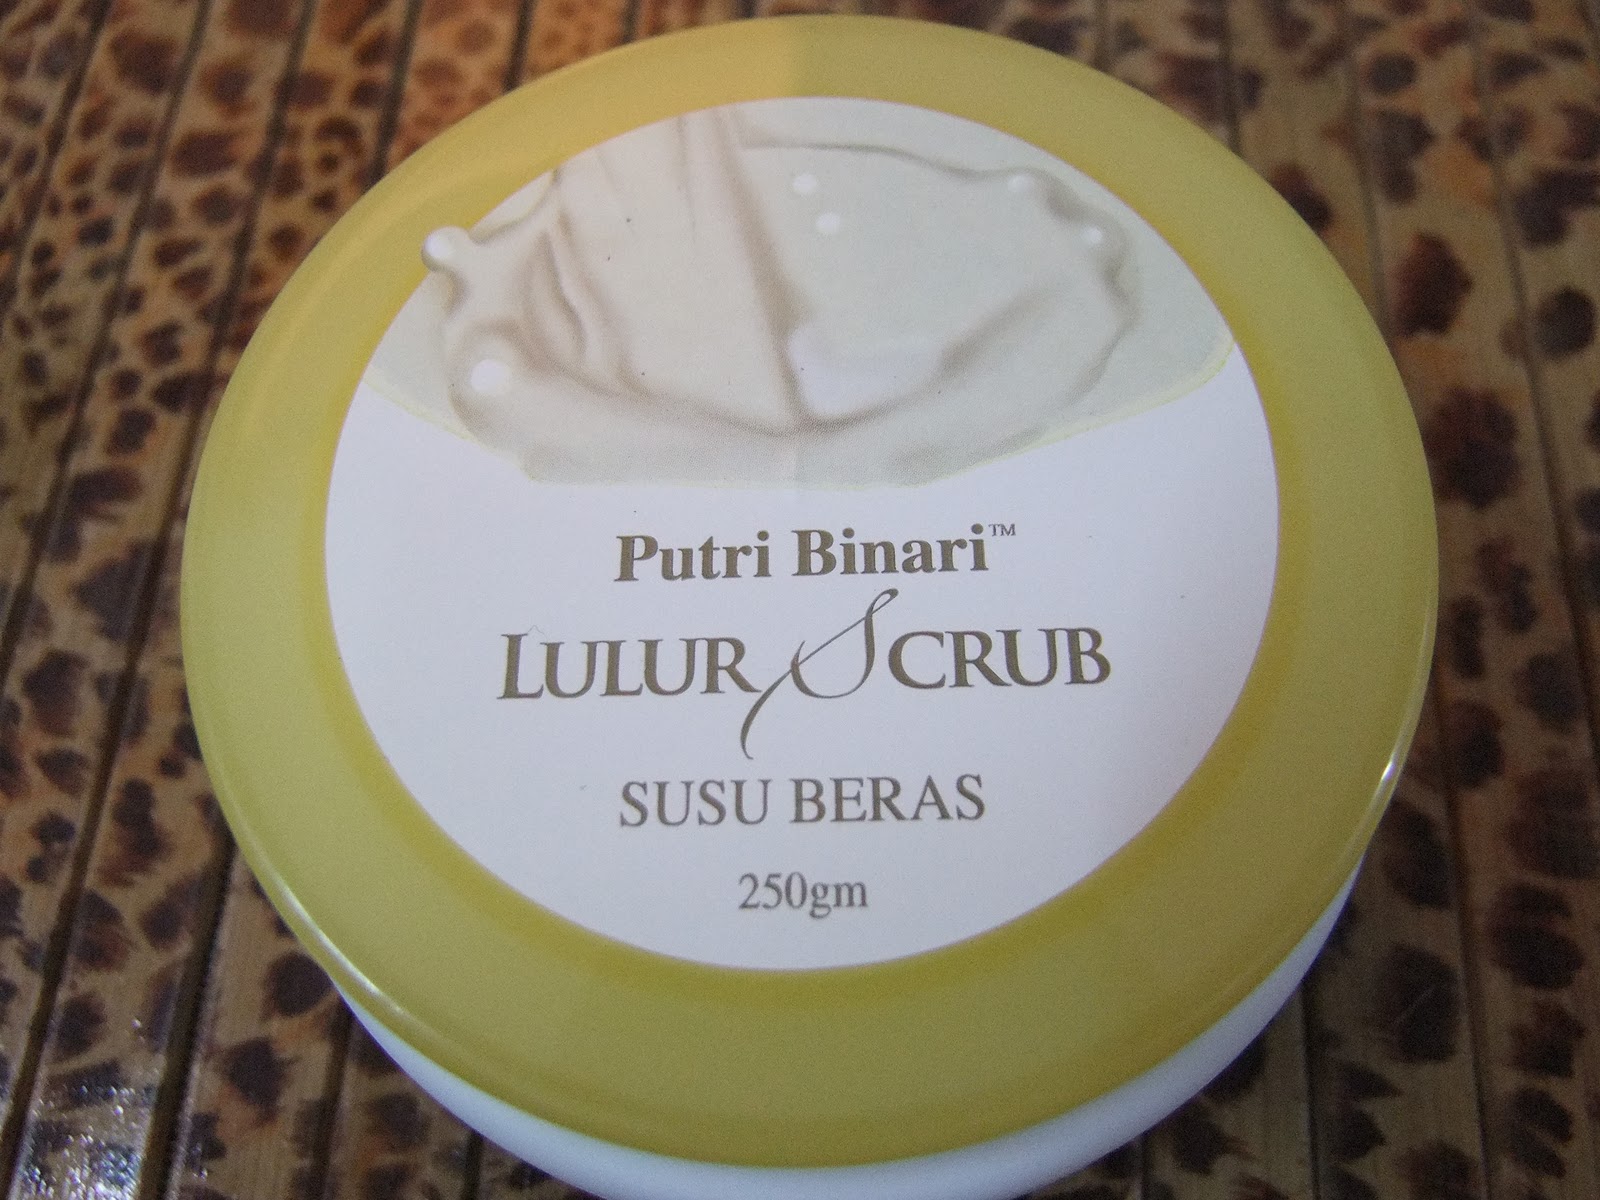 Putri Binari™
LULUR SCRUB
SUSU BERAS
250gm